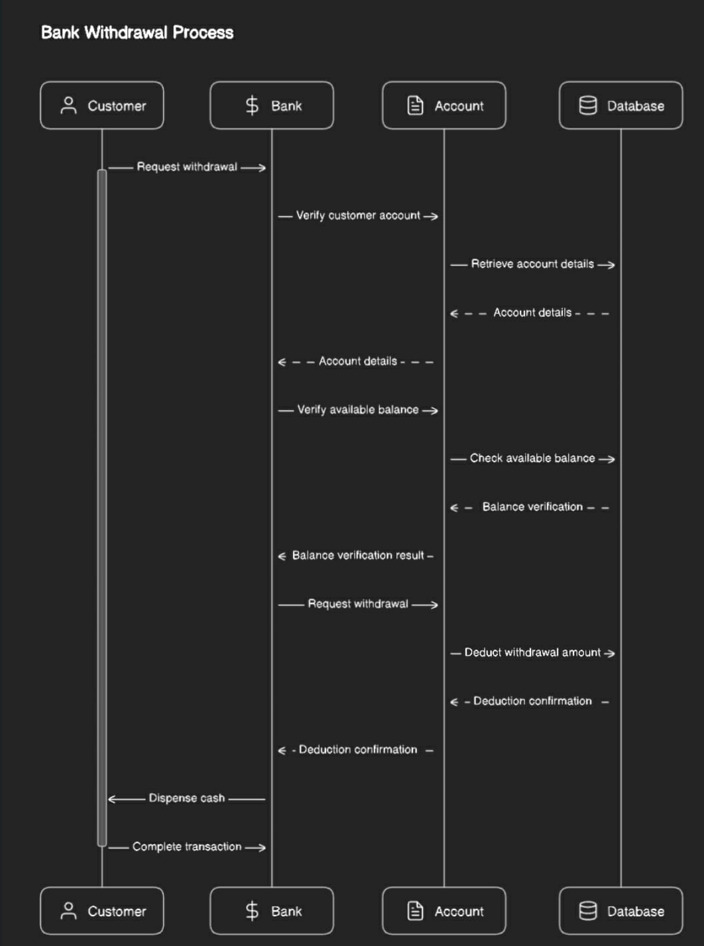 Bank Withdrawal Process
Customer
Bank
Account
Database
Request withdrawal
Verify customer account
Retrieve account details
Account details
Account details
Verify available balance
Check available balance
Balance verification
Balance verification result
Request withdrawal
Deduct withdrawal amount
Deduction confirmation
Deduction confirmation
Dispense cash
Complete transaction
Customer
Bank
Account
Database